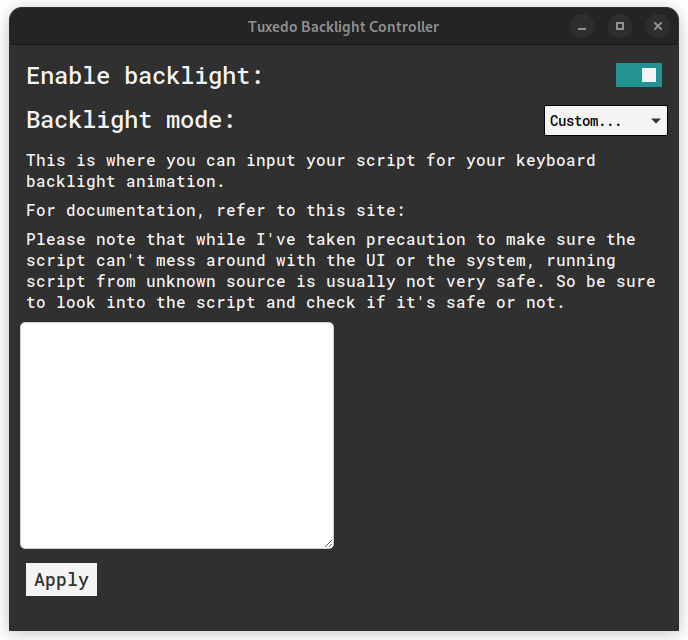 Tuxedo Backlight Controller
Enable backlight:
Backlight mode:
Custom...
This is where you can input your script for your keyboard
backlight animation.
For documentation, refer to this site:
Please note that while I've taken precaution to make sure the
script can't mess around with the UI or the system, running
script from unknown source is usually not very safe. So be sure
to look into the script and check if it's safe or not.
Apply